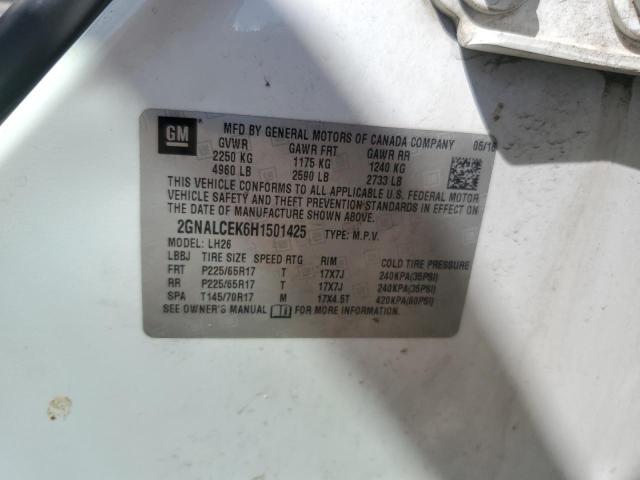 GM
MFD BY GENERAL MOTORS OF CANADA COMPANY 05/16
GVWR GAWR FRT GAWR RR
2250 KG 1175 KG 1240 KG
4960 LB 2590 LB 2733 LB
THIS VEHICLE CONFORMS TO ALL APPLICABLE U.S. FEDERAL MOTOR
VEHICLE SAFETY AND THEFT PREVENTION STANDARDS IN EFFECT ON
THE DATE OF MANUFACTURE SHOWN ABOVE.
2GNALCEK6H1501425 TYPE: M.P.V.
MODEL: LH26
LBBJ TIRE SIZE SPEED RTG RIM COLD TIRE PRESSURE
FRT P225/65R17 T 17X7J 240KPA(35PSI)
RR P225/65R17 T 17X7J 240KPA(35PSI)
SPA T145/70R17 M 17X4.5T 420KPA(60PSI)
SEE OWNER'S MANUAL FOR MORE INFORMATION.